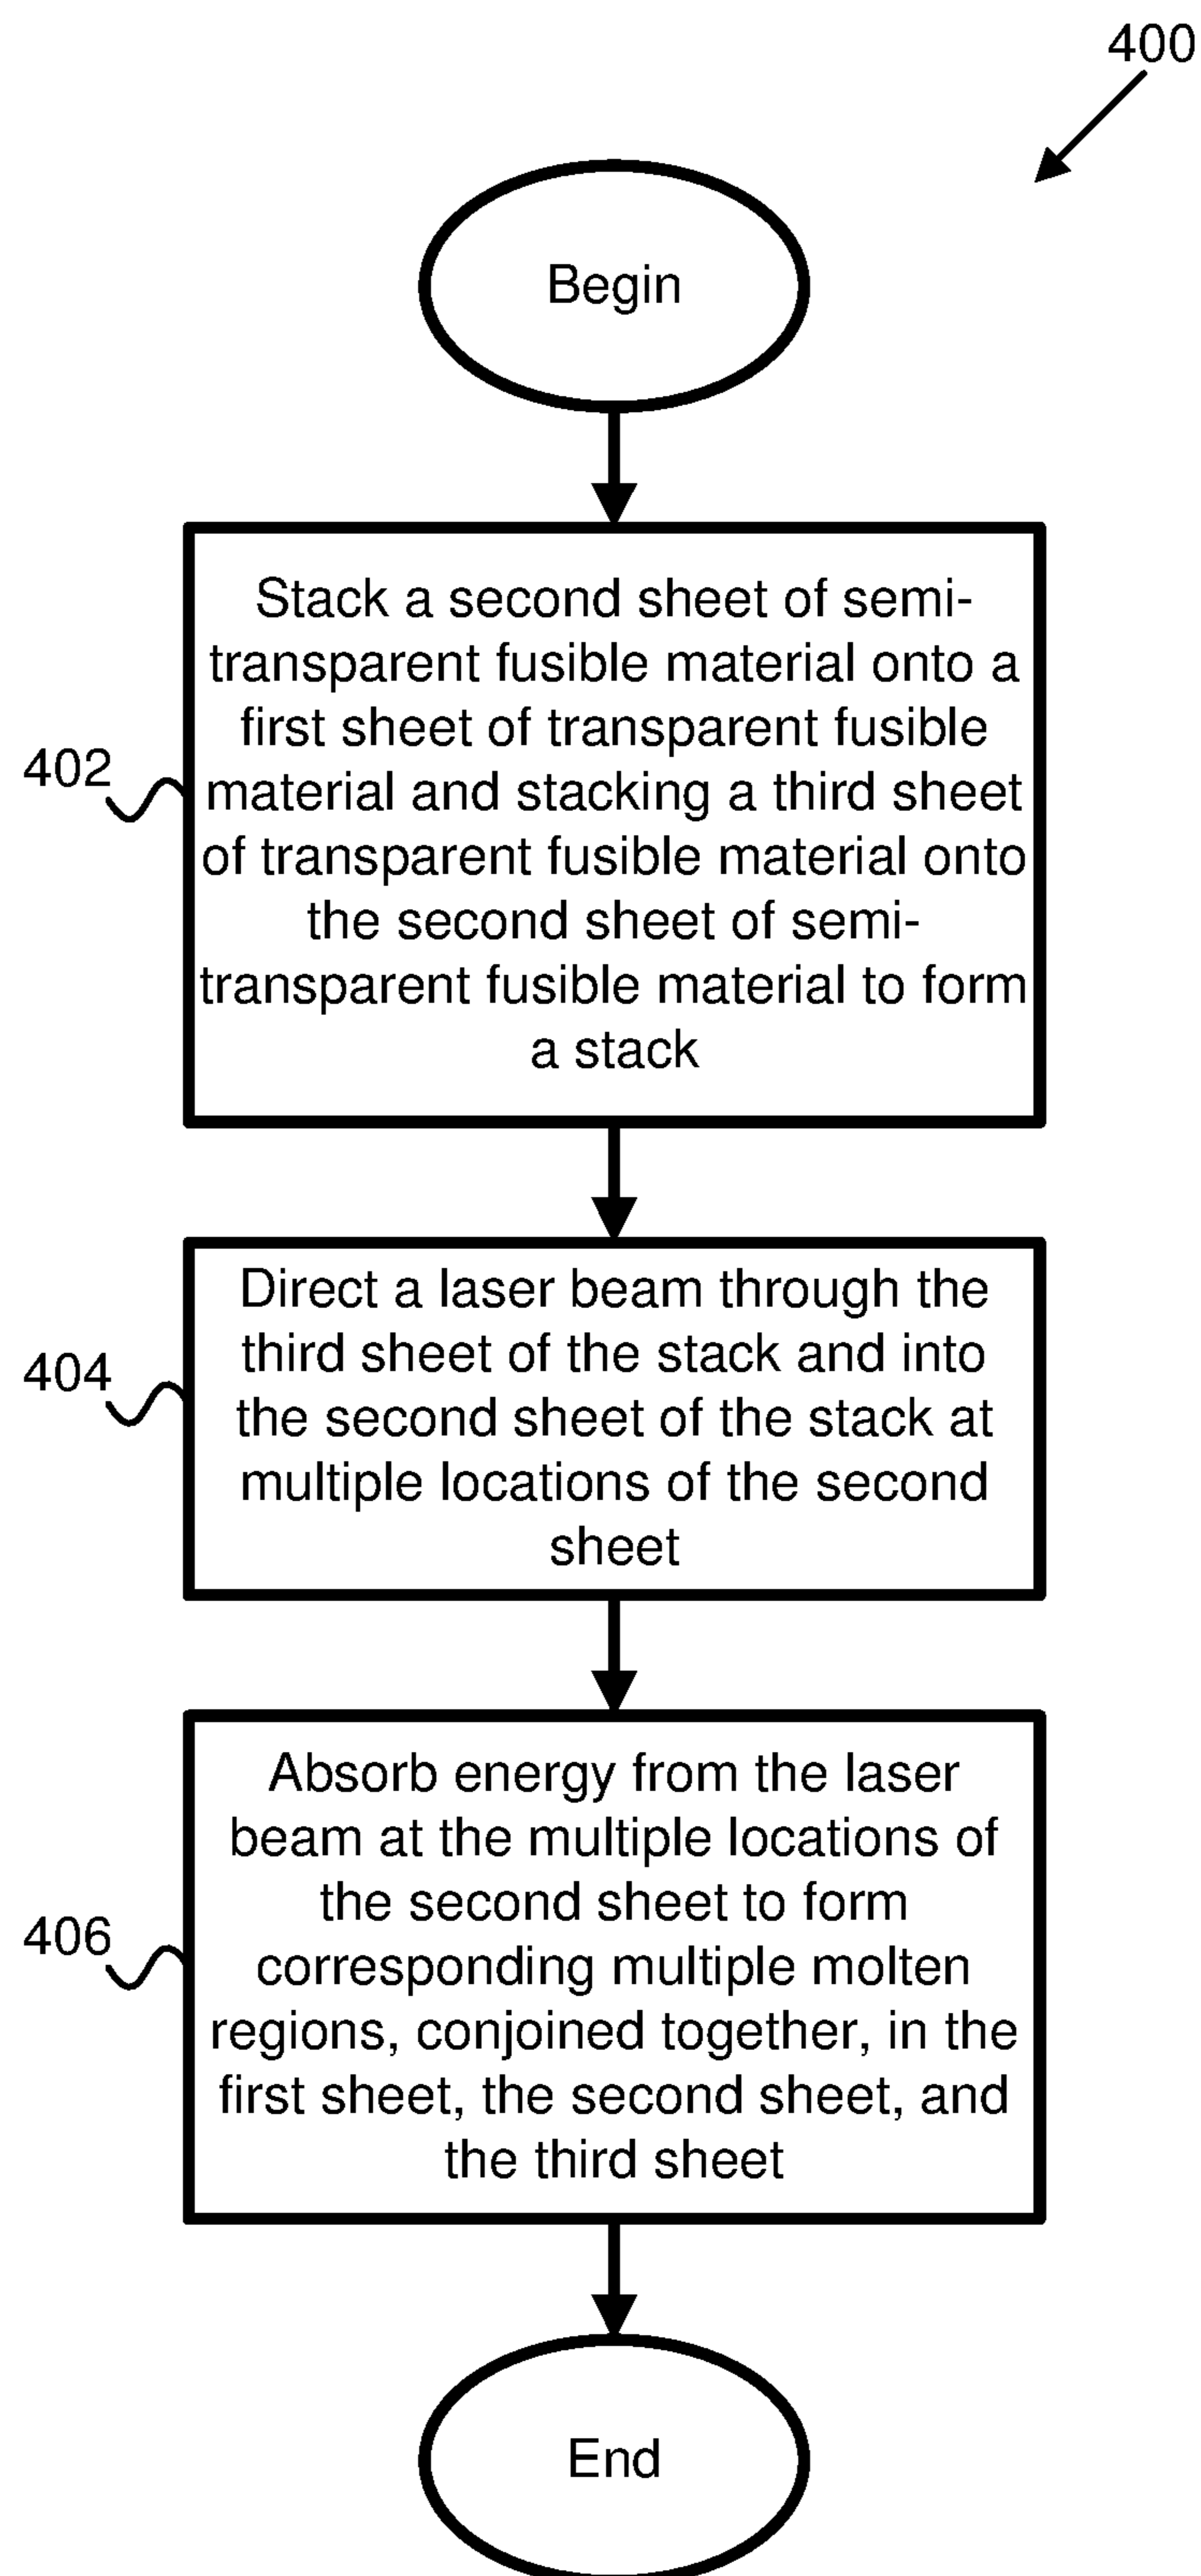 400
Begin
Stack a second sheet of semi-
transparent fusible material onto a
first sheet of transparent fusible
material and stacking a third sheet
of transparent fusible material onto
the second sheet of semi-
transparent fusible material to form
a stack
402
Direct a laser beam through the
third sheet of the stack and into
the second sheet of the stack at
multiple locations of the second
sheet
404
Absorb energy from the laser
beam at the multiple locations of
the second sheet to form
corresponding multiple molten
regions, conjoined together, in the
first sheet, the second sheet, and
the third sheet
406
End